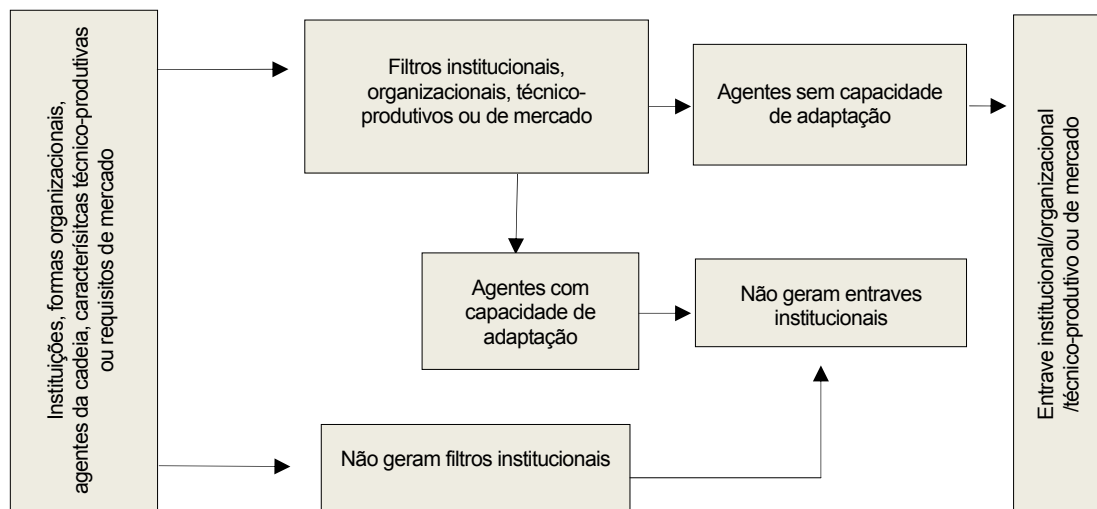 Instituições, formas organizacionais,
agentes da cadeia, caracterísitcas técnico-produtivas
ou requisitos de mercado
Filtros institucionais,
organizacionais, técnico-
produtivos ou de mercado
Agentes sem capacidade
de adaptação
Entrave institucional/organizacional
/técnico-produtivo ou de mercado
Agentes com
capacidade de
adaptação
Não geram entraves
institucionais
Não geram filtros institucionais